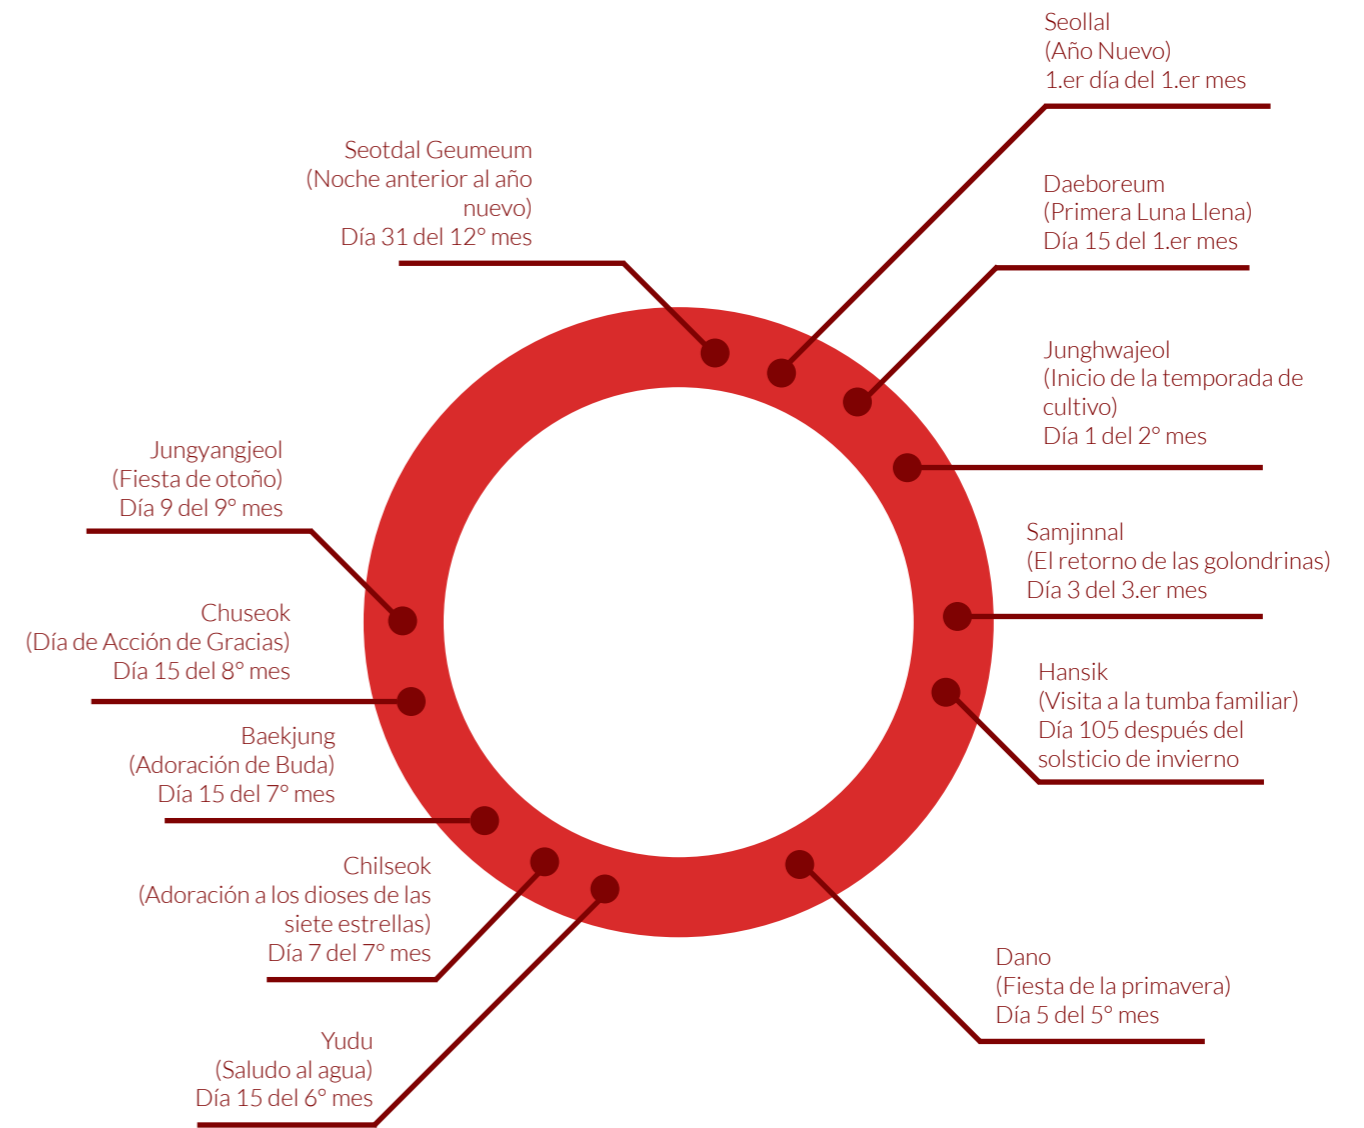 Seollal
(Año Nuevo)
1.er día del 1.er mes
Daeboreum
(Primera Luna Llena)
Día 15 del 1.er mes
Junghwajeol
(Inicio de la temporada de
cultivo)
Día 1 del 2° mes
Samjinnal
(El retorno de las golondrinas)
Día 3 del 3.er mes
Hansik
(Visita a la tumba familiar)
Día 105 después del
solsticio de invierno
Dano
(Fiesta de la primavera)
Día 5 del 5° mes
Yudu
(Saludo al agua)
Día 15 del 6° mes
Chilseok
(Adoración a los dioses de las
siete estrellas)
Día 7 del 7° mes
Baekjung
(Adoración de Buda)
Día 15 del 7° mes
Chuseok
(Día de Acción de Gracias)
Día 15 del 8° mes
Jungyangjeol
(Fiesta de otoño)
Día 9 del 9° mes
Seotdal Geumeum
(Noche anterior al año
nuevo)
Día 31 del 12° mes